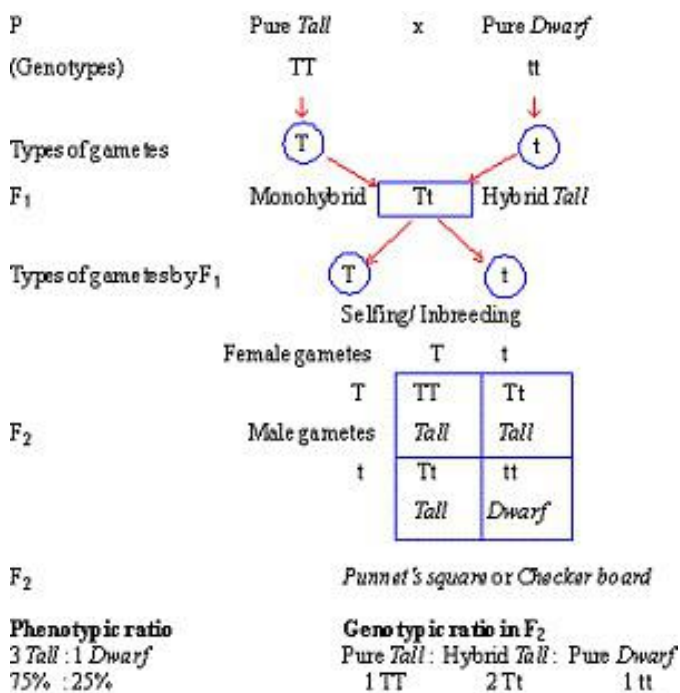 P Pure Tall x Pure Dwarf
(Genotypes) TT tt
Types of gametes T t
F₁ Monohybrid Tt Hybrid Tall
Types of gametes by F₁ T t
Selfing/ Inbreeding
Female gametes T t
T TT Tt
F₂ Male gametes Tall Tall
t Tt tt
Tall Dwarf
F₂ Punnet's square or Checker board
Phenotypic ratio Genotypic ratio in F₂
3 Tall : 1 Dwarf Pure Tall : Hybrid Tall : Pure Dwarf
75% : 25% 1 TT 2 Tt 1 tt